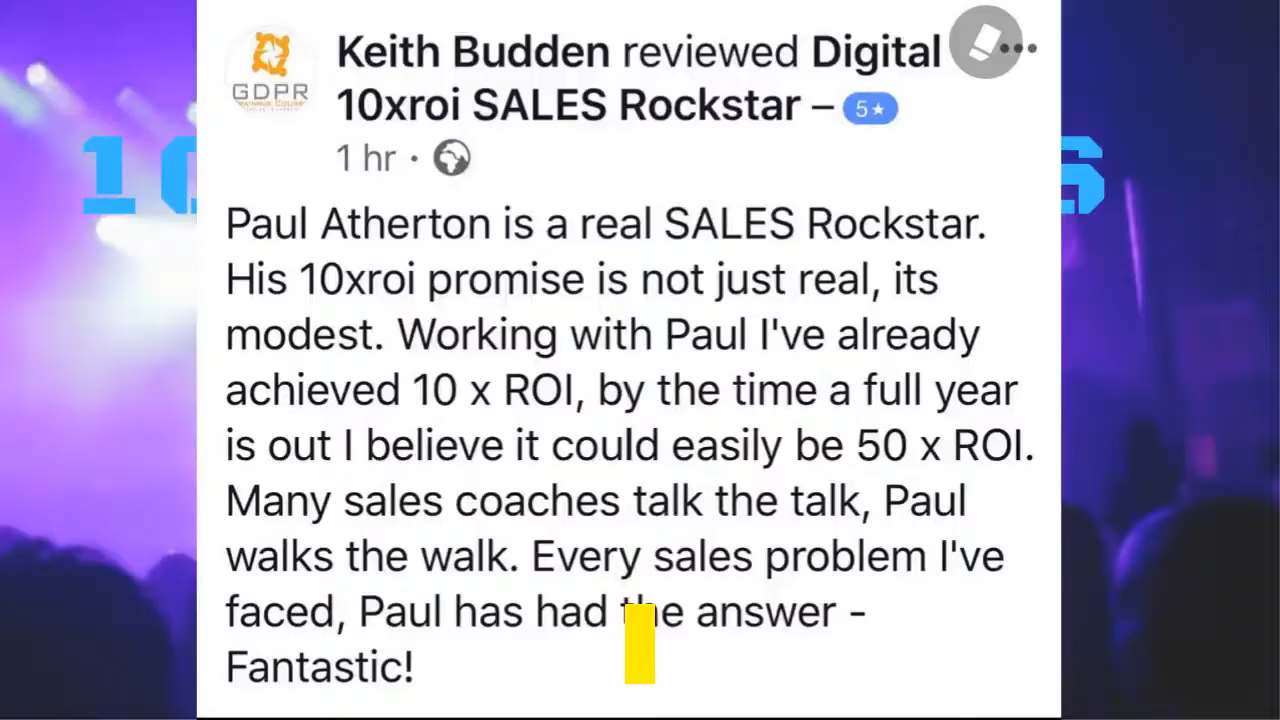 Keith Budden reviewed Digital
10xroi SALES Rockstar – 5★
1 hr ·
GDPR
Paul Atherton is a real SALES Rockstar.
His 10xroi promise is not just real, its
modest. Working with Paul I've already
achieved 10 x ROI, by the time a full year
is out I believe it could easily be 50 x ROI.
Many sales coaches talk the talk, Paul
walks the walk. Every sales problem I've
faced, Paul has had the answer -
Fantastic!